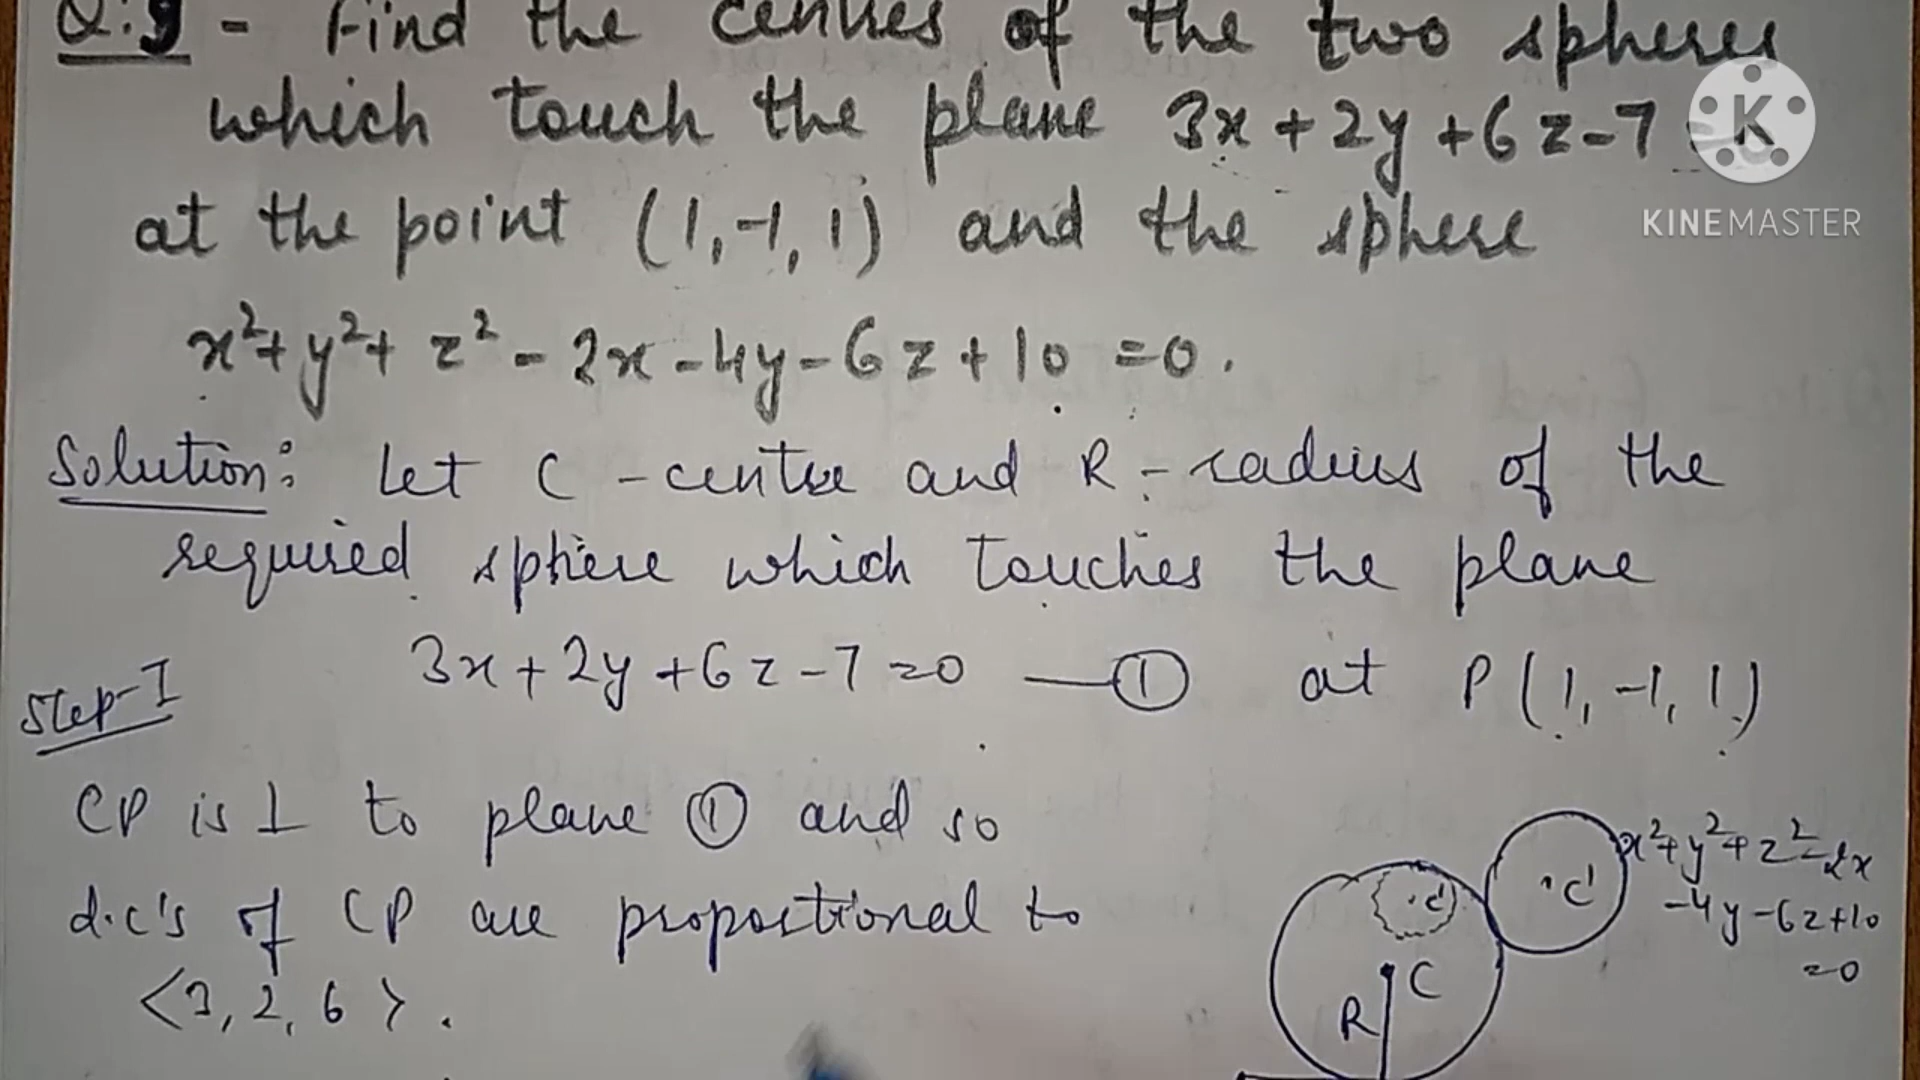 Q.9 - Find the centres of the two spheres
which touch the plane 3x+2y+6z-7
at the point (1,-1, 1) and the sphere
x²+y²+ z² - 2x -4y-6z+10 =0.
Solution: Let C -centre and R - radius of the
required sphere which touches the plane
3x+2y+6z-7=0 —① at P(1,-1, 1)
Step-I
CP is ⊥ to plane ① and so
d.c's of CP are proportional to
<3, 2, 6>.
x²+y²+z²-2x
-4y-6z+10
=0
C'
C'
C
R
K
KINEMASTER